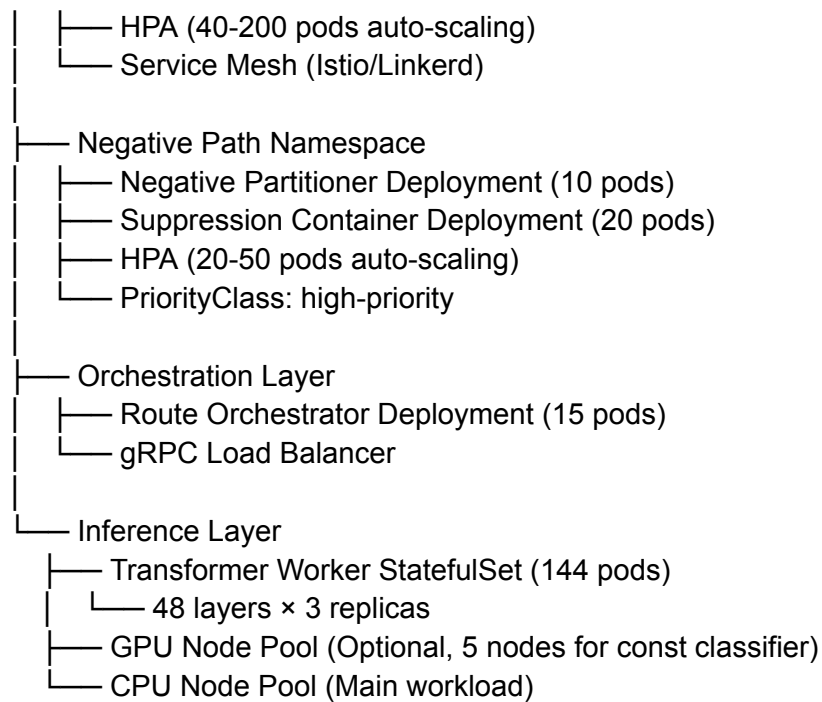 │   ├── HPA (40-200 pods auto-scaling)
│   └── Service Mesh (Istio/Linkerd)
│
├── Negative Path Namespace
│   ├── Negative Partitioner Deployment (10 pods)
│   ├── Suppression Container Deployment (20 pods)
│   ├── HPA (20-50 pods auto-scaling)
│   └── PriorityClass: high-priority
│
├── Orchestration Layer
│   ├── Route Orchestrator Deployment (15 pods)
│   └── gRPC Load Balancer
│
└── Inference Layer
    ├── Transformer Worker StatefulSet (144 pods)
    │   └── 48 layers × 3 replicas
    ├── GPU Node Pool (Optional, 5 nodes for const classifier)
    └── CPU Node Pool (Main workload)